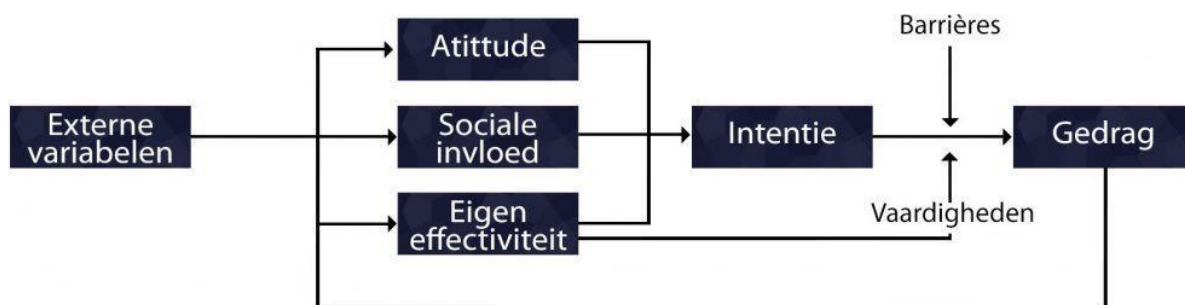 Barrières
Atittude
Externe
variabelen
Sociale
invloed
Intentie
Gedrag
Eigen
effectiviteit
Vaardigheden